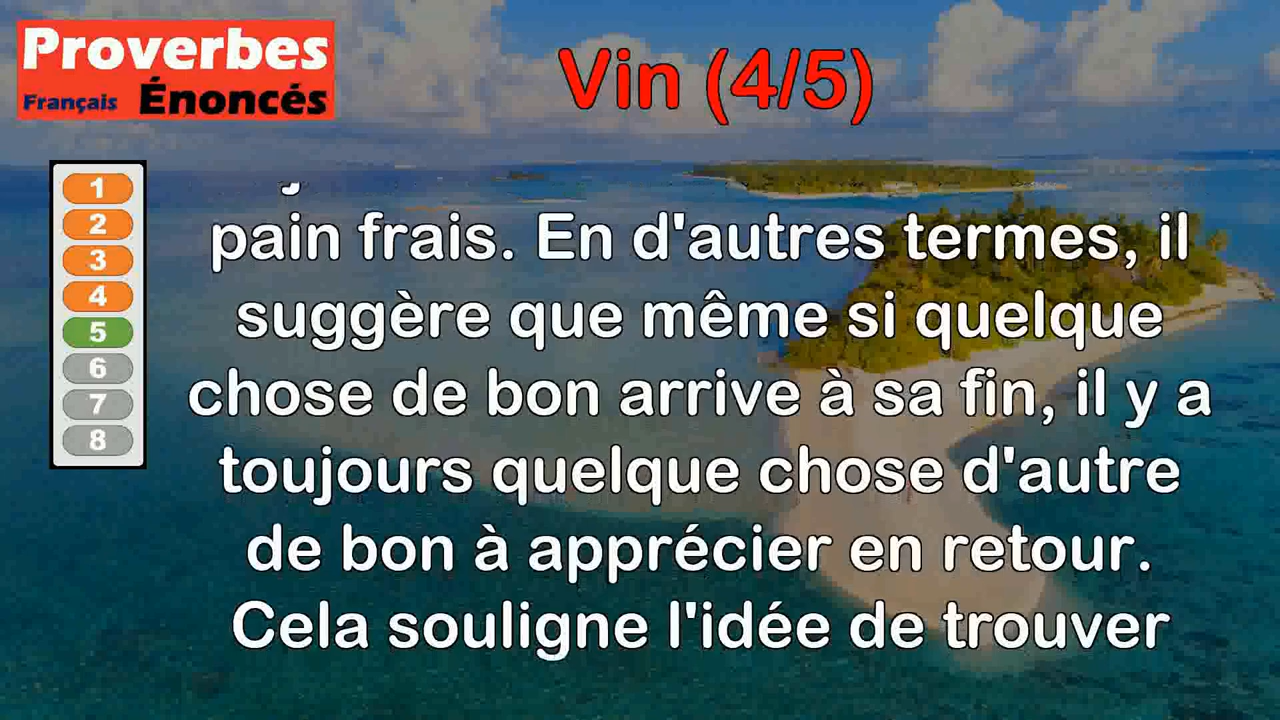 Proverbes
Français Énoncés
Vin (4/5)
1
2
3
4
5
6
7
8
pain frais. En d'autres termes, il
suggère que même si quelque
chose de bon arrive à sa fin, il y a
toujours quelque chose d'autre
de bon à apprécier en retour.
Cela souligne l'idée de trouver